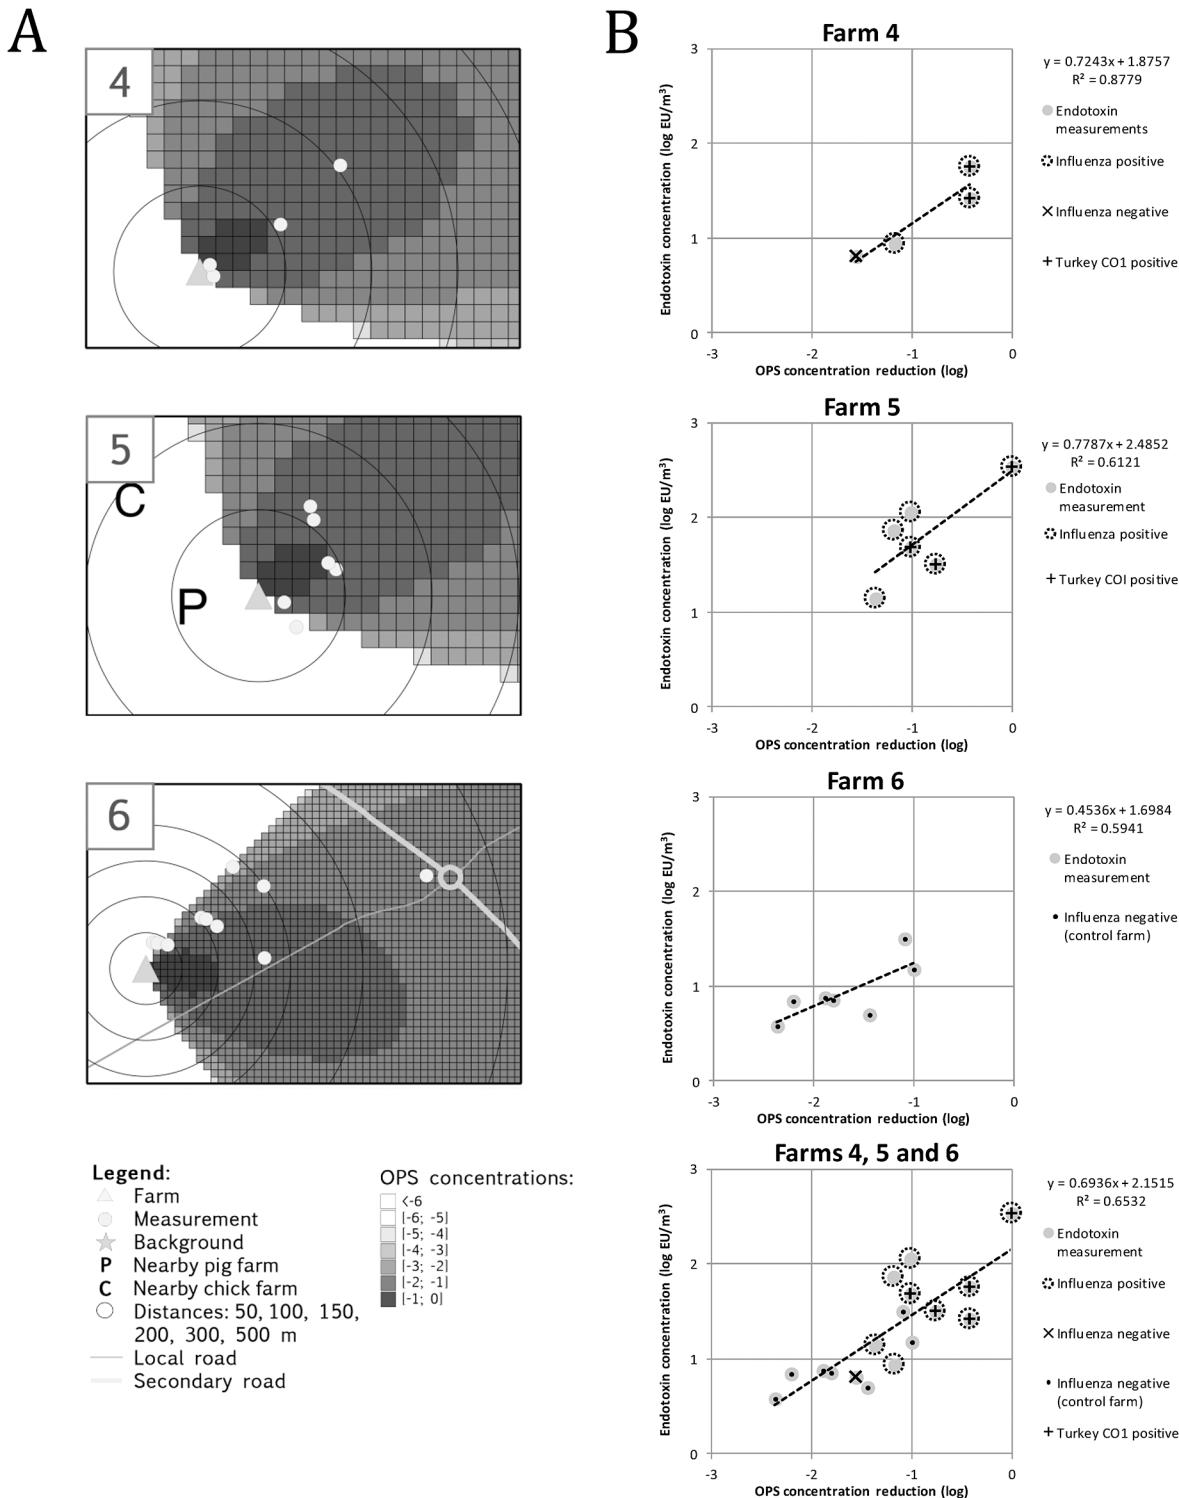 A
4
5
C
P
6
Legend:
Farm
Measurement
Background
P Nearby pig farm
C Nearby chick farm
Distances: 50, 100, 150,
200, 300, 500 m
Local road
Secondary road
OPS concentrations:
<-6
[-6; -5]
[-5; -4]
[-4; -3]
[-3; -2]
[-2; -1]
[-1; 0]
B
Farm 4
Endotoxin concentration (log EU/m³)
3
2
1
0
-3 -2 -1 0
OPS concentration reduction (log)
y = 0.7243x + 1.8757
R² = 0.8779
Endotoxin
measurements
Influenza positive
Influenza negative
Turkey CO1 positive
Farm 5
Endotoxin concentration (log EU/m³)
3
2
1
0
-3 -2 -1 0
OPS concentration reduction (log)
y = 0.7787x + 2.4852
R² = 0.6121
Endotoxin
measurement
Influenza positive
Turkey COI positive
Farm 6
Endotoxin concentration (log EU/m³)
3
2
1
0
-3 -2 -1 0
OPS concentration reduction (log)
y = 0.4536x + 1.6984
R² = 0.5941
Endotoxin
measurement
Influenza negative
(control farm)
Farms 4, 5 and 6
Endotoxin concentration (log EU/m³)
3
2
1
0
-3 -2 -1 0
OPS concentration reduction (log)
y = 0.6936x + 2.1515
R² = 0.6532
Endotoxin
measurement
Influenza positive
Influenza negative
Influenza negative
(control farm)
Turkey CO1 positive